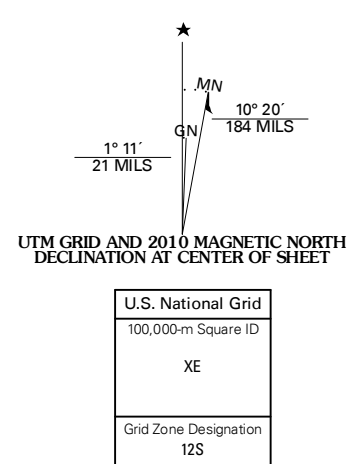 MN
10° 20´
184 MILS
GN
1° 11´
21 MILS
UTM GRID AND 2010 MAGNETIC NORTH
DECLINATION AT CENTER OF SHEET
U.S. National Grid
100,000-m Square ID
XE
Grid Zone Designation
12S